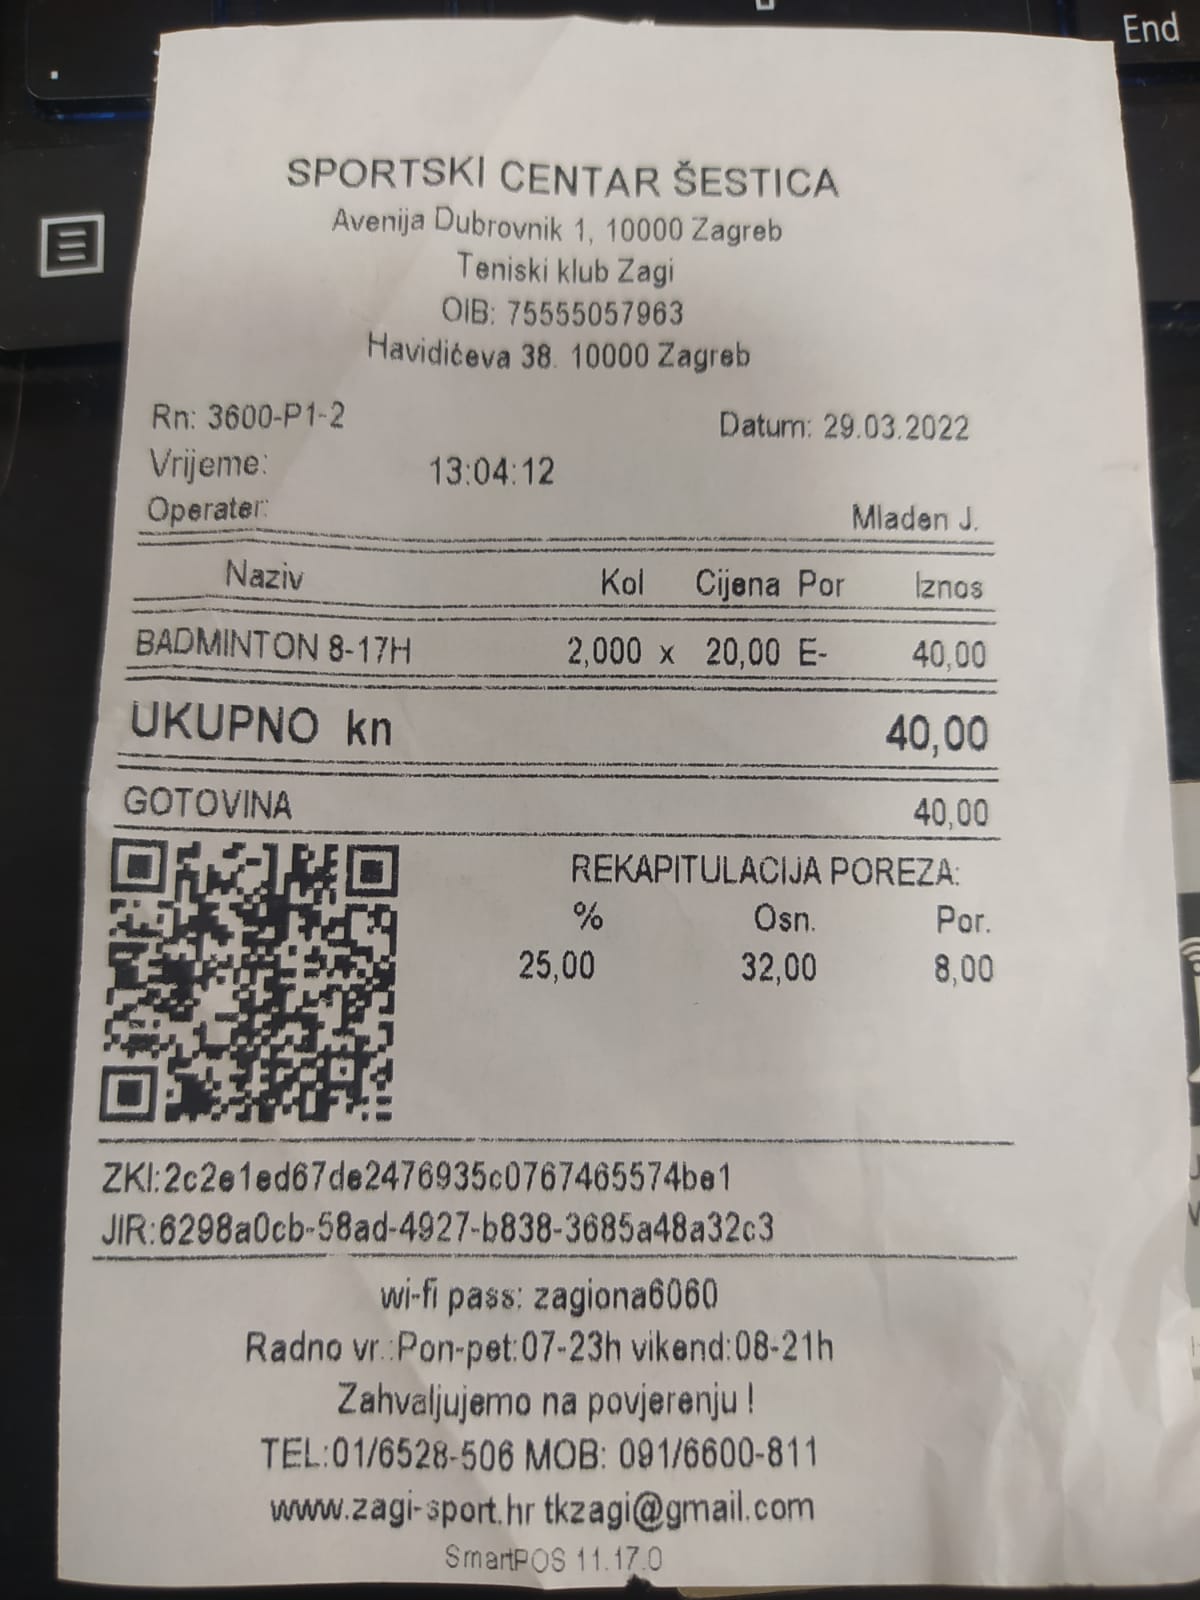 End
SPORTSKI CENTAR ŠESTICA
Avenija Dubrovnik 1, 10000 Zagreb
Teniski klub Zagi
OIB: 75555057963
Havidićeva 38. 10000 Zagreb
Rn: 3600-P1-2 Datum: 29.03.2022
Vrijeme: 13:04:12
Operater: Mladen J.
Naziv Kol Cijena Por Iznos
BADMINTON 8-17H 2,000 x 20,00 E- 40,00
UKUPNO kn 40,00
GOTOVINA 40,00
REKAPITULACIJA POREZA:
% Osn. Por.
25,00 32,00 8,00
ZKI:2c2e1ed67de2476935c0767465574be1
JIR:6298a0cb-58ad-4927-b838-3685a48a32c3
wi-fi pass: zagiona6060
Radno vr.:Pon-pet:07-23h vikend:08-21h
Zahvaljujemo na povjerenju !
TEL:01/6528-506 MOB: 091/6600-811
www.zagi-sport.hr tkzagi@gmail.com
SmartPOS 11.17.0